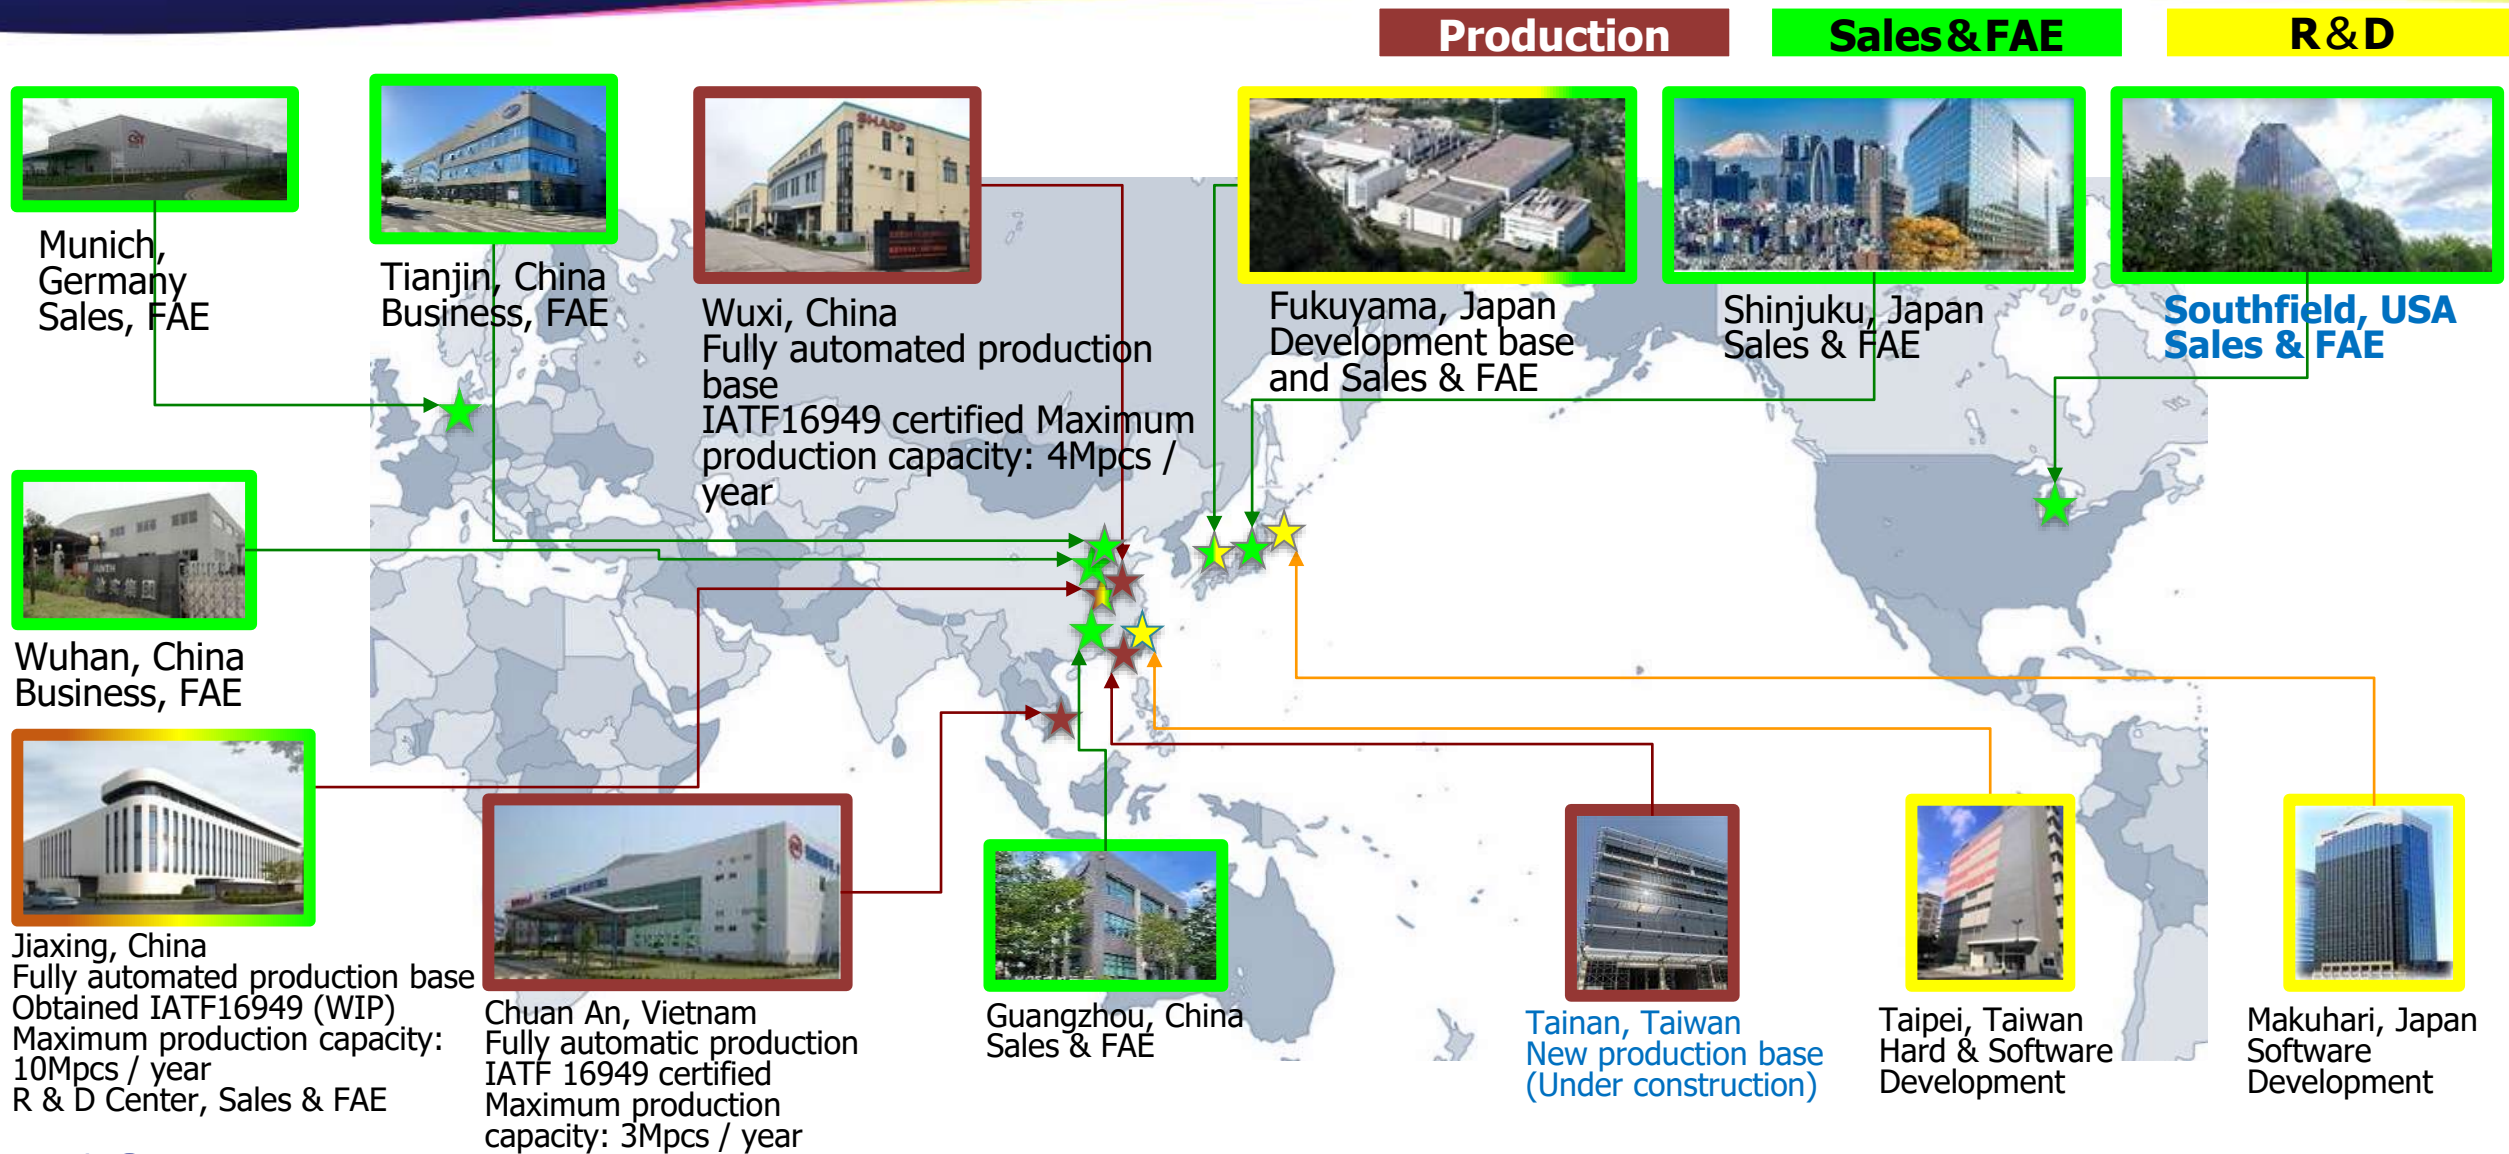 Production
Sales&FAE
R&D
CST
SHARP
Munich,
Germany
Sales, FAE
Tianjin, China
Business, FAE
Wuxi, China
Fully automated production
base
IATF16949 certified Maximum
production capacity: 4Mpcs /
year
Fukuyama, Japan
Development base
and Sales & FAE
Shinjuku, Japan
Sales & FAE
Southfield, USA
Sales & FAE
集團
Wuhan, China
Business, FAE
Jiaxing, China
Fully automated production base
Obtained IATF16949 (WIP)
Maximum production capacity:
10Mpcs / year
R & D Center, Sales & FAE
Chuan An, Vietnam
Fully automatic production
IATF 16949 certified
Maximum production
capacity: 3Mpcs / year
Guangzhou, China
Sales & FAE
Tainan, Taiwan
New production base
(Under construction)
Taipei, Taiwan
Hard & Software
Development
Makuhari, Japan
Software
Development